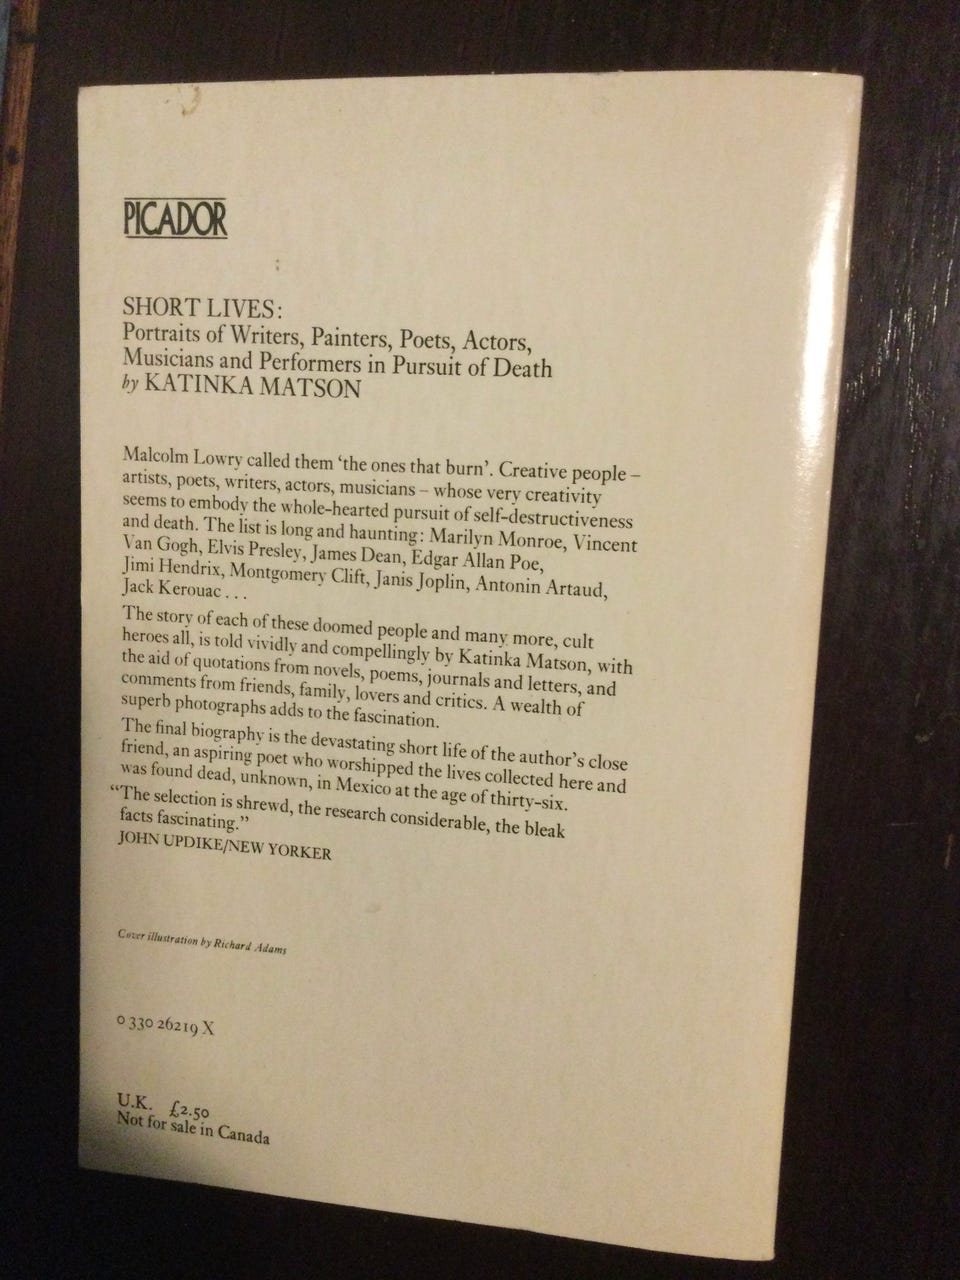 PICADOR
SHORT LIVES:
Portraits of Writers, Painters, Poets, Actors,
Musicians and Performers in Pursuit of Death
by KATINKA MATSON
Malcolm Lowry called them ‘the ones that burn’. Creative people –
artists, poets, writers, actors, musicians – whose very creativity
seems to embody the whole-hearted pursuit of self-destructiveness
and death. The list is long and haunting: Marilyn Monroe, Vincent
Van Gogh, Elvis Presley, James Dean, Edgar Allan Poe,
Jimi Hendrix, Montgomery Clift, Janis Joplin, Antonin Artaud,
Jack Kerouac . . .
The story of each of these doomed people and many more, cult
heroes all, is told vividly and compellingly by Katinka Matson, with
the aid of quotations from novels, poems, journals and letters, and
comments from friends, family, lovers and critics. A wealth of
superb photographs adds to the fascination.
The final biography is the devastating short life of the author’s close
friend, an aspiring poet who worshipped the lives collected here and
was found dead, unknown, in Mexico at the age of thirty-six.
“The selection is shrewd, the research considerable, the bleak
facts fascinating.”
JOHN UPDIKE/NEW YORKER
Cover illustration by Richard Adams
0 330 26219 X
U.K. £2.50
Not for sale in Canada